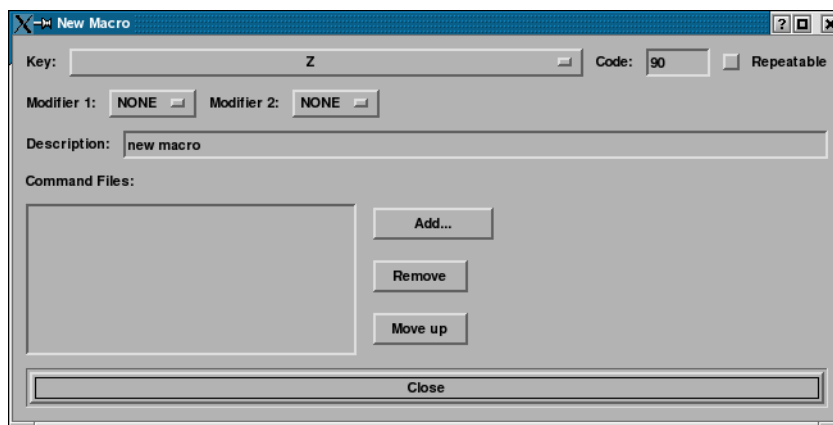 New Macro ?
Key: Z Code: 90 Repeatable
Modifier 1: NONE Modifier 2: NONE
Description: new macro
Command Files:
Add...
Remove
Move up
Close